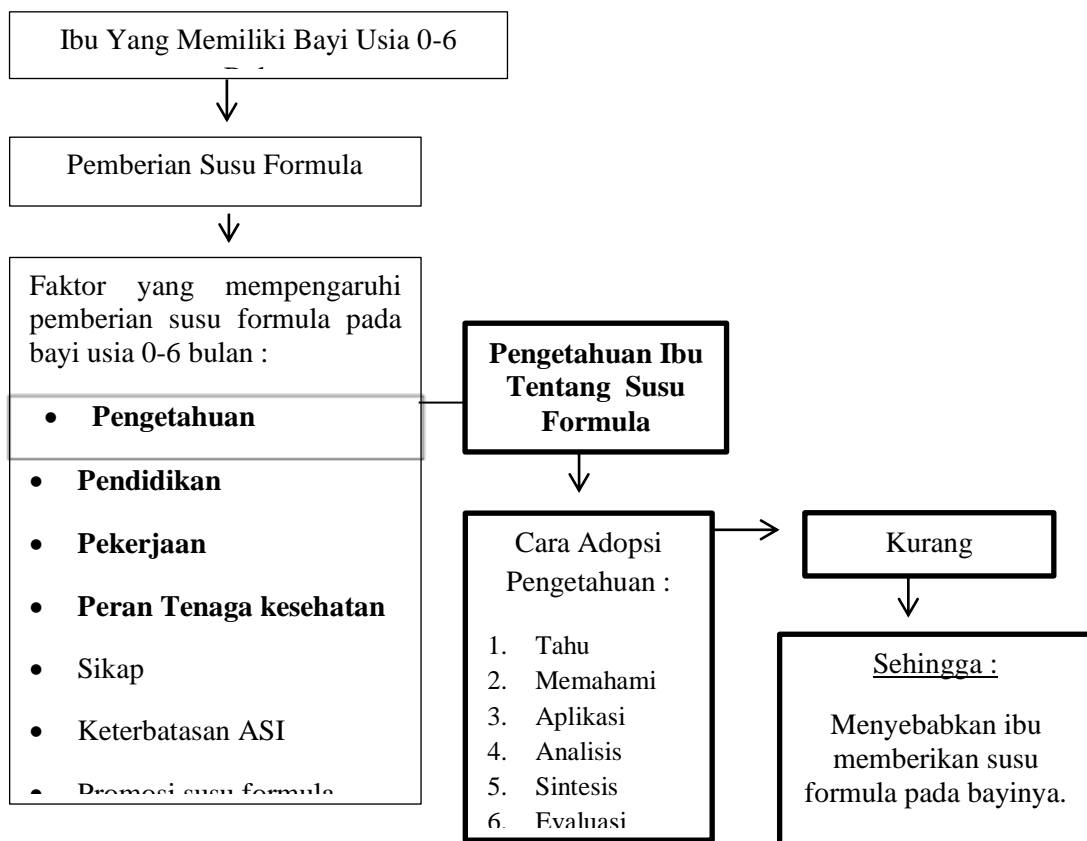 Ibu Yang Memiliki Bayi Usia 0-6
Pemberian Susu Formula
Faktor yang mempengaruhi
pemberian susu formula pada
bayi usia 0-6 bulan :
• Pengetahuan
• Pendidikan
• Pekerjaan
• Peran Tenaga kesehatan
• Sikap
• Keterbatasan ASI
• Promosi susu formula
Pengetahuan Ibu
Tentang Susu
Formula
Cara Adopsi
Pengetahuan :
1. Tahu
2. Memahami
3. Aplikasi
4. Analisis
5. Sintesis
6. Evaluasi
Kurang
Sehingga :
Menyebabkan ibu
memberikan susu
formula pada bayinya.